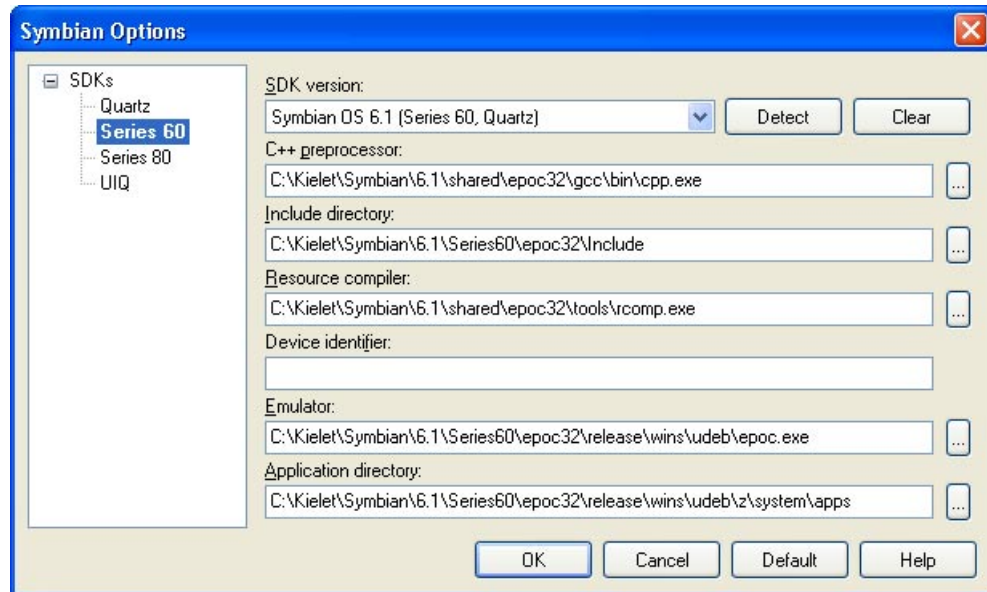 Symbian Options
SDKs
Quartz
Series 60
Series 80
UIQ
SDK version:
Symbian OS 6.1 (Series 60, Quartz)
Detect
Clear
C++ preprocessor:
C:\Kielet\Symbian\6.1\shared\epoc32\gcc\bin\cpp.exe
...
Include directory:
C:\Kielet\Symbian\6.1\Series60\epoc32\Include
...
Resource compiler:
C:\Kielet\Symbian\6.1\shared\epoc32\tools\rcomp.exe
...
Device identifier:
Emulator:
C:\Kielet\Symbian\6.1\Series60\epoc32\release\wins\udeb\epoc.exe
...
Application directory:
C:\Kielet\Symbian\6.1\Series60\epoc32\release\wins\udeb\z\system\apps
...
OK
Cancel
Default
Help